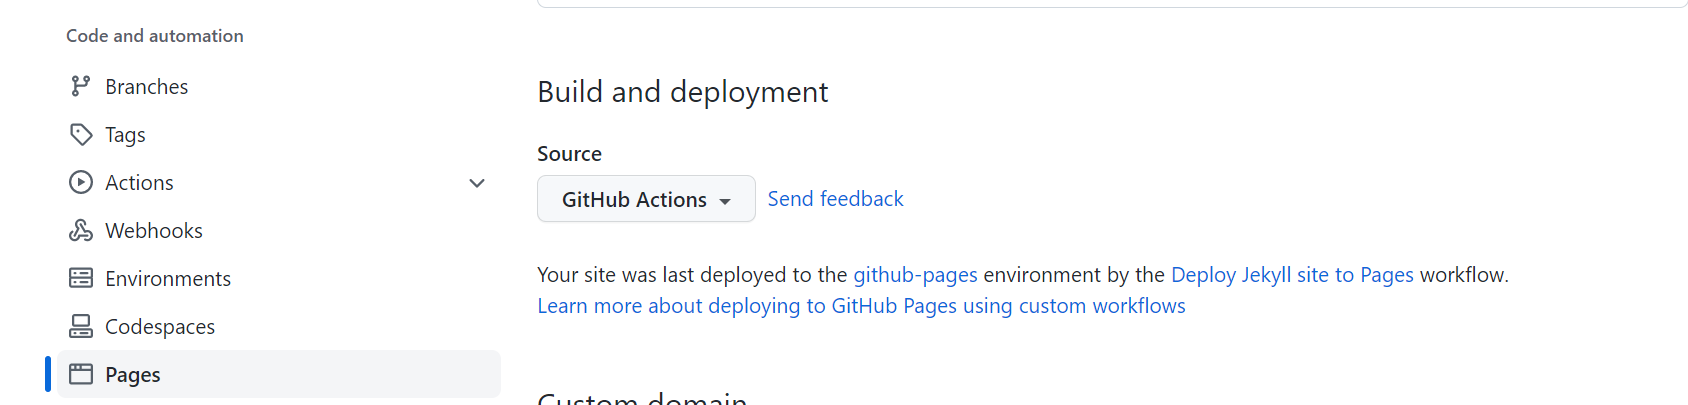 Code and automation
Branches
Tags
Actions
Webhooks
Environments
Codespaces
Pages
Build and deployment
Source
GitHub Actions
Send feedback
Your site was last deployed to the github-pages environment by the Deploy Jekyll site to Pages workflow.
Learn more about deploying to GitHub Pages using custom workflows
Custom domain